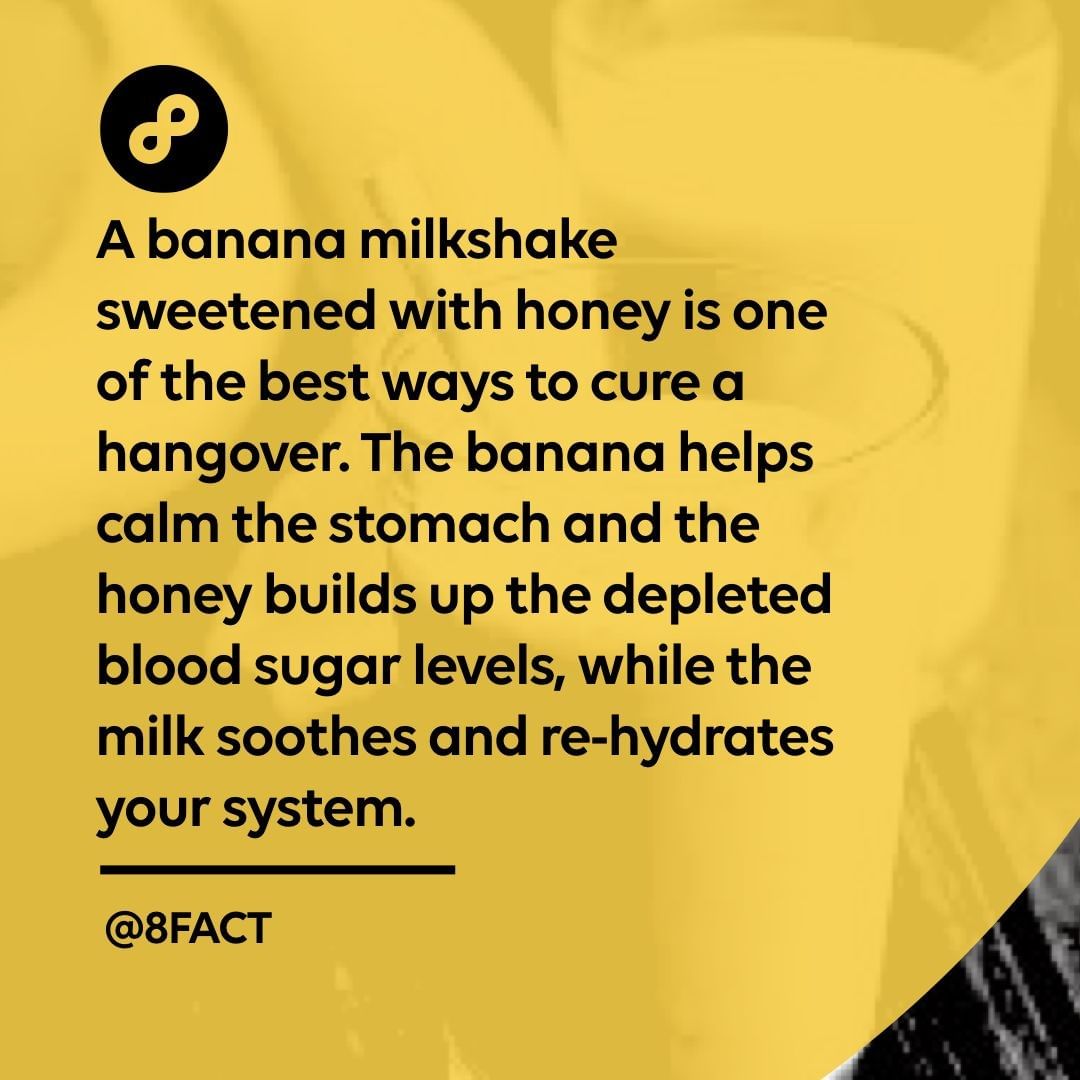 A banana milkshake
sweetened with honey is one
of the best ways to cure a
hangover. The banana helps
calm the stomach and the
honey builds up the depleted
blood sugar levels, while the
milk soothes and re-hydrates
your system.
@8FACT